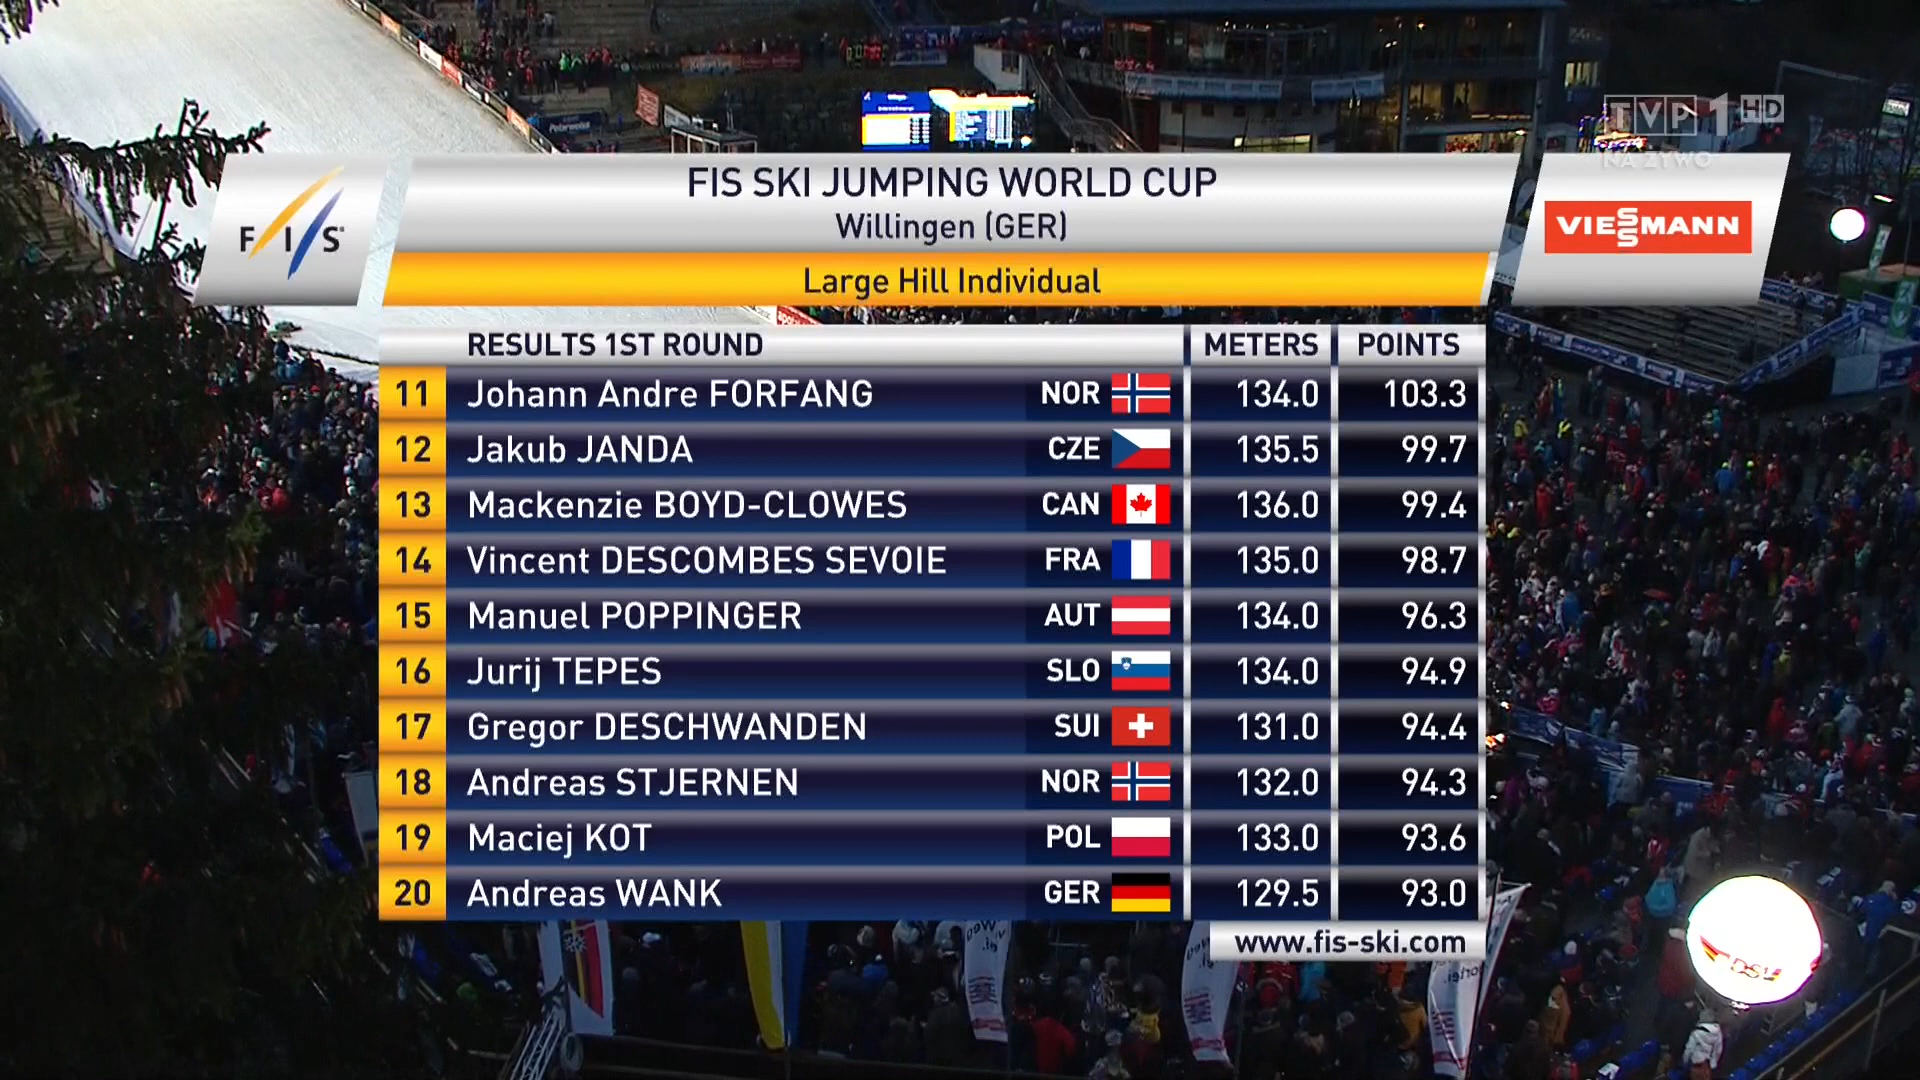 TVP 1 HD
NA ŻYWO
FIS
FIS SKI JUMPING WORLD CUP
Willingen (GER)
Large Hill Individual
VIESSMANN
RESULTS 1ST ROUND METERS POINTS
11 Johann Andre FORFANG NOR 134.0 103.3
12 Jakub JANDA CZE 135.5 99.7
13 Mackenzie BOYD-CLOWES CAN 136.0 99.4
14 Vincent DESCOMBES SEVOIE FRA 135.0 98.7
15 Manuel POPPINGER AUT 134.0 96.3
16 Jurij TEPES SLO 134.0 94.9
17 Gregor DESCHWANDEN SUI 131.0 94.4
18 Andreas STJERNEN NOR 132.0 94.3
19 Maciej KOT POL 133.0 93.6
20 Andreas WANK GER 129.5 93.0
www.fis-ski.com
DSV